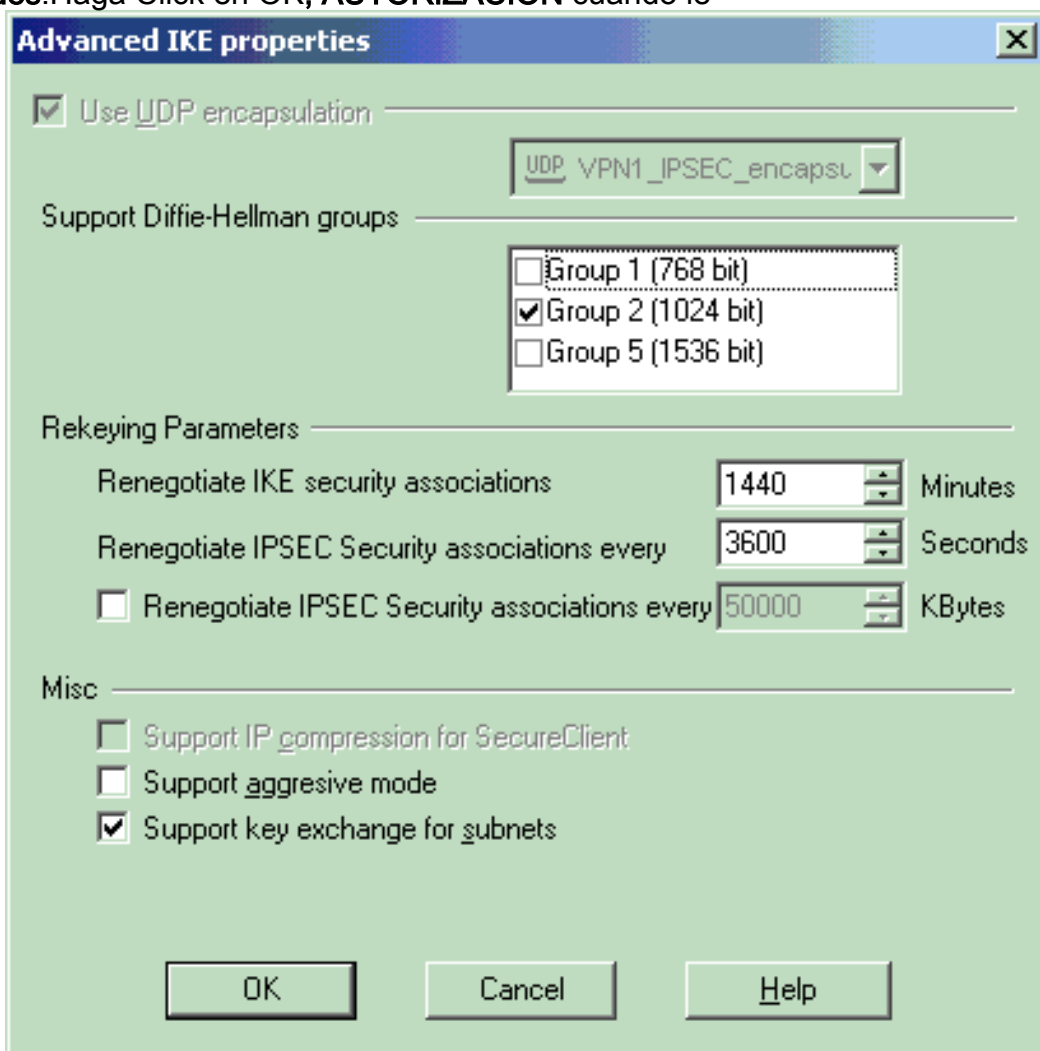 des.Haga Click en OK, AUTORIZACIÓN cuando lo
Advanced IKE properties
Use UDP encapsulation
UDP VPN1_IPSEC_encapsu
Support Diffie-Hellman groups
Group 1 (768 bit)
Group 2 (1024 bit)
Group 5 (1536 bit)
Rekeying Parameters
Renegotiate IKE security associations 1440 Minutes
Renegotiate IPSEC Security associations every 3600 Seconds
Renegotiate IPSEC Security associations every 50000 KBytes
Misc
Support IP compression for SecureClient
Support aggresive mode
Support key exchange for subnets
OK Cancel Help